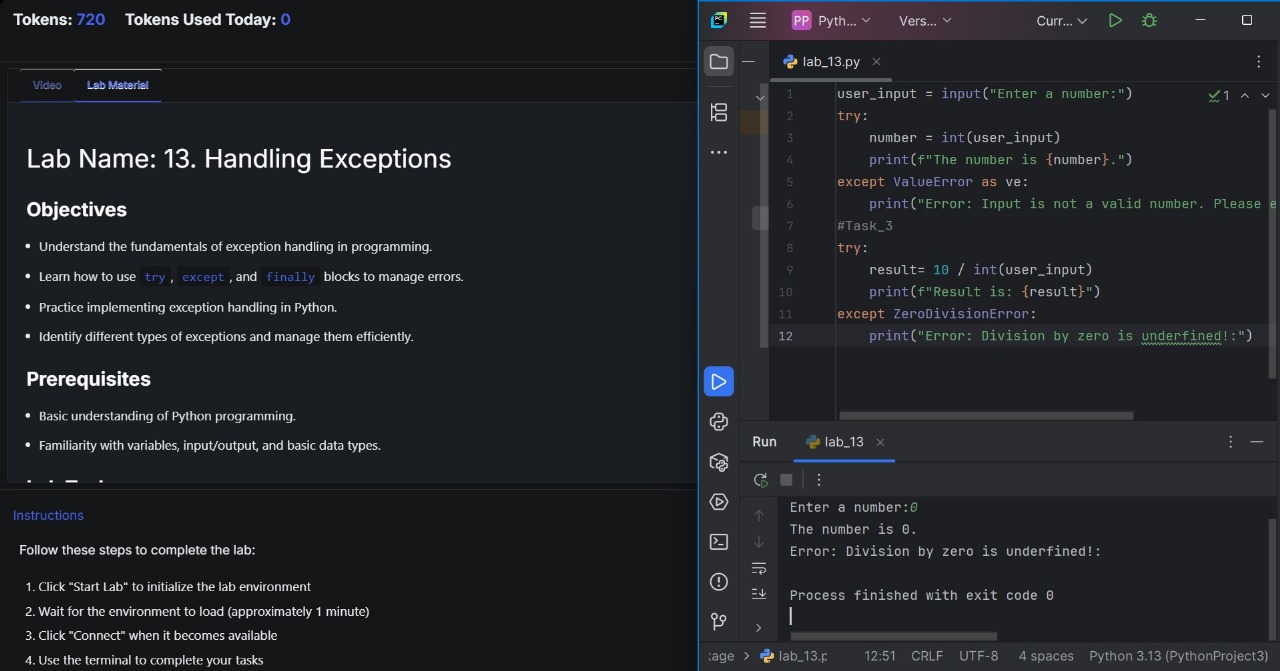 Tokens: 720 Tokens Used Today: 0
Video Lab Material
Lab Name: 13. Handling Exceptions
Objectives
• Understand the fundamentals of exception handling in programming.
• Learn how to use try, except, and finally blocks to manage errors.
• Practice implementing exception handling in Python.
• Identify different types of exceptions and manage them efficiently.
Prerequisites
• Basic understanding of Python programming.
• Familiarity with variables, input/output, and basic data types.
Instructions
Follow these steps to complete the lab:
1. Click "Start Lab" to initialize the lab environment
2. Wait for the environment to load (approximately 1 minute)
3. Click "Connect" when it becomes available
4. Use the terminal to complete your tasks
PC PP Pyth... Vers... Curr...
lab_13.py
1 user_input = input("Enter a number:")
1
2 try:
3 number = int(user_input)
4 print(f"The number is {number}.")
5 except ValueError as ve:
6 print("Error: Input is not a valid number. Please e
7 #Task_3
8 try:
9 result= 10 / int(user_input)
10 print(f"Result is: {result}")
11 except ZeroDivisionError:
12 print("Error: Division by zero is underfined!:")
Run lab_13
Enter a number:0
The number is 0.
Error: Division by zero is underfined!:
Process finished with exit code 0
:age > lab_13.p 12:51 CRLF UTF-8 4 spaces Python 3.13 (PythonProject3)